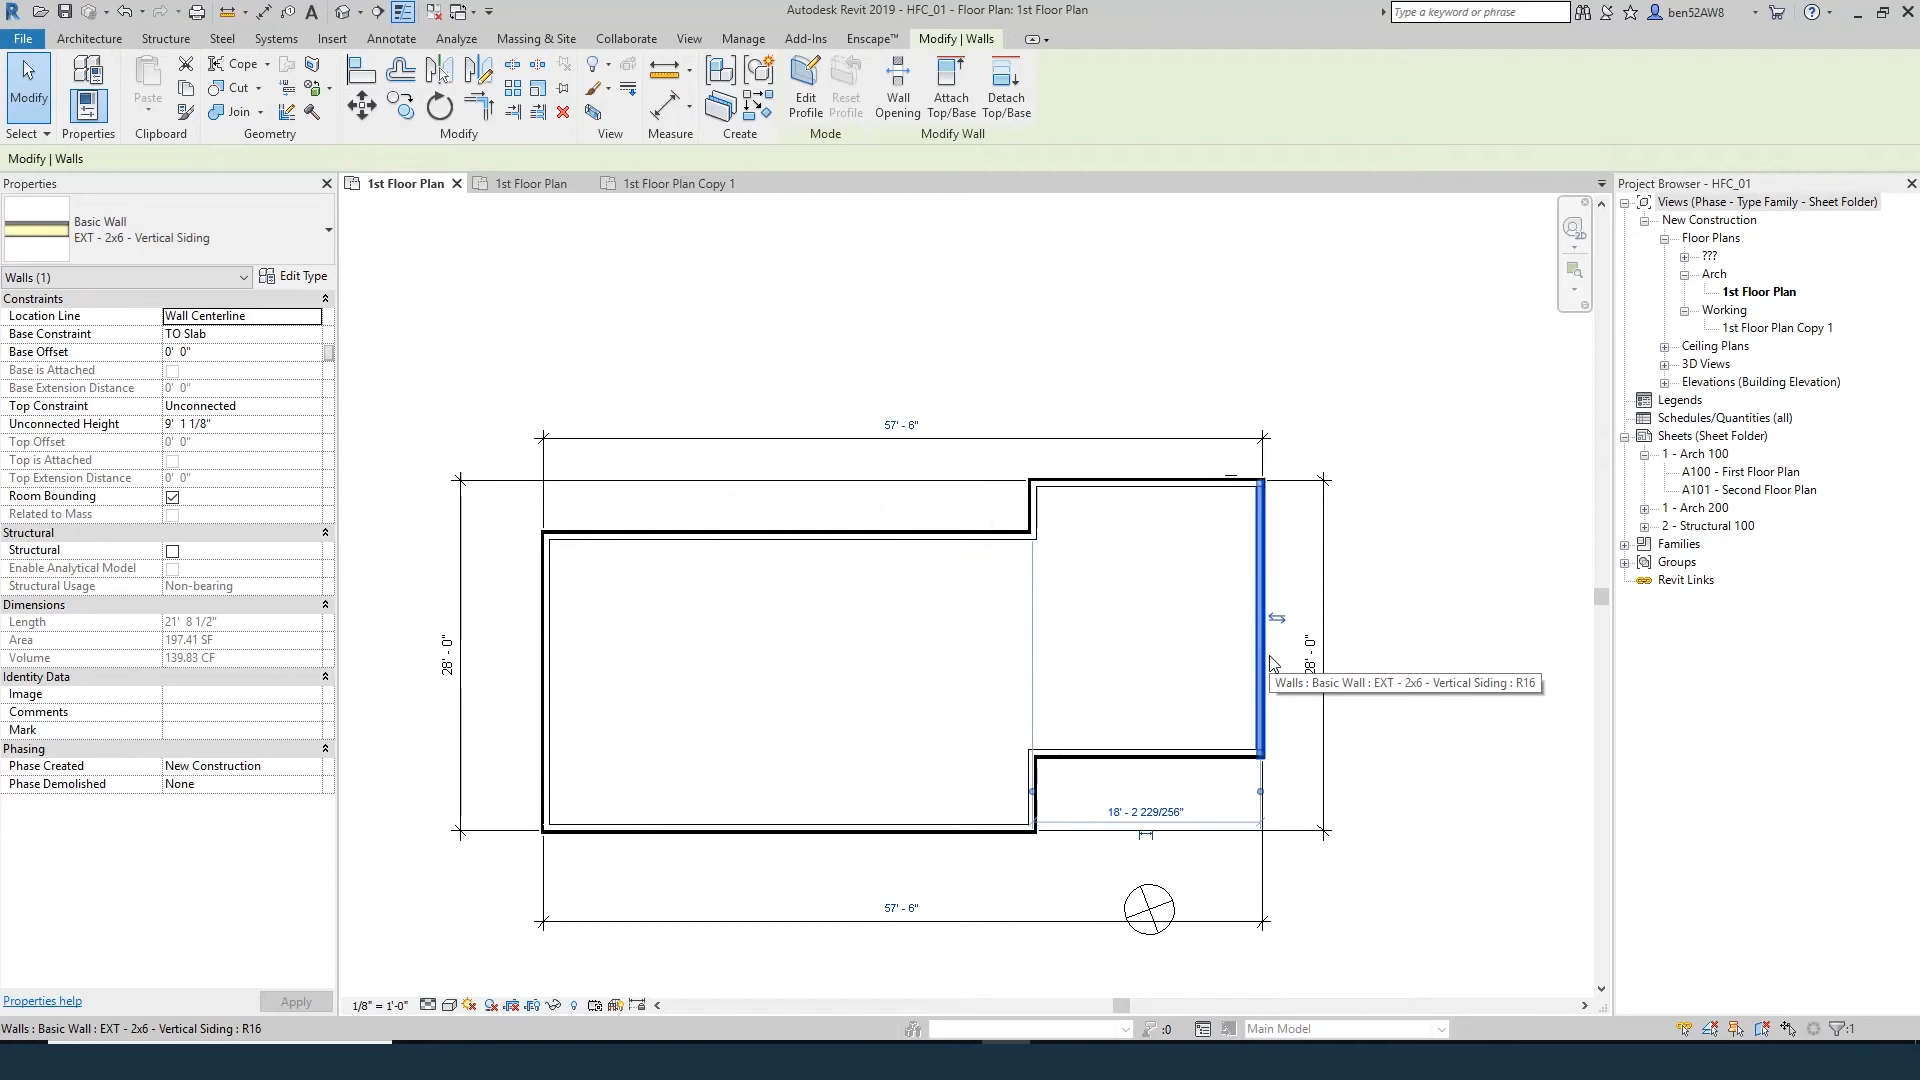 Autodesk Revit 2019 - HFC_01 - Floor Plan: 1st Floor Plan
Type a keyword or phrase
ben52AW8
File
Architecture
Structure
Steel
Systems
Insert
Annotate
Analyze
Massing & Site
Collaborate
View
Manage
Add-Ins
Enscape™
Modify | Walls
Modify
Select
Properties
Paste
Clipboard
Cope
Cut
Join
Geometry
Modify
View
Measure
Create
Edit
Profile
Reset
Profile
Mode
Wall
Opening
Attach
Top/Base
Detach
Top/Base
Modify Wall
Modify | Walls
Properties
Basic Wall
EXT - 2x6 - Vertical Siding
Walls (1)
Edit Type
Constraints
Location Line Wall Centerline
Base Constraint TO Slab
Base Offset 0' 0"
Base is Attached
Base Extension Distance 0' 0"
Top Constraint Unconnected
Unconnected Height 9' 1 1/8"
Top Offset 0' 0"
Top is Attached
Top Extension Distance 0' 0"
Room Bounding
Related to Mass
Structural
Structural
Enable Analytical Model
Structural Usage Non-bearing
Dimensions
Length 21' 8 1/2"
Area 197.41 SF
Volume 139.83 CF
Identity Data
Image
Comments
Mark
Phasing
Phase Created New Construction
Phase Demolished None
Properties help
Apply
1st Floor Plan
1st Floor Plan
1st Floor Plan Copy 1
2D
57' - 6"
28' - 0"
28' - 0"
Walls : Basic Wall : EXT - 2x6 - Vertical Siding : R16
18' - 2 229/256"
57' - 6"
1/8" = 1'-0"
Project Browser - HFC_01
Views (Phase - Type Family - Sheet Folder)
New Construction
Floor Plans
???
Arch
1st Floor Plan
Working
1st Floor Plan Copy 1
Ceiling Plans
3D Views
Elevations (Building Elevation)
Legends
Schedules/Quantities (all)
Sheets (Sheet Folder)
1 - Arch 100
A100 - First Floor Plan
A101 - Second Floor Plan
1 - Arch 200
2 - Structural 100
Families
Groups
Revit Links
Walls : Basic Wall : EXT - 2x6 - Vertical Siding : R16
:0
Main Model
:1